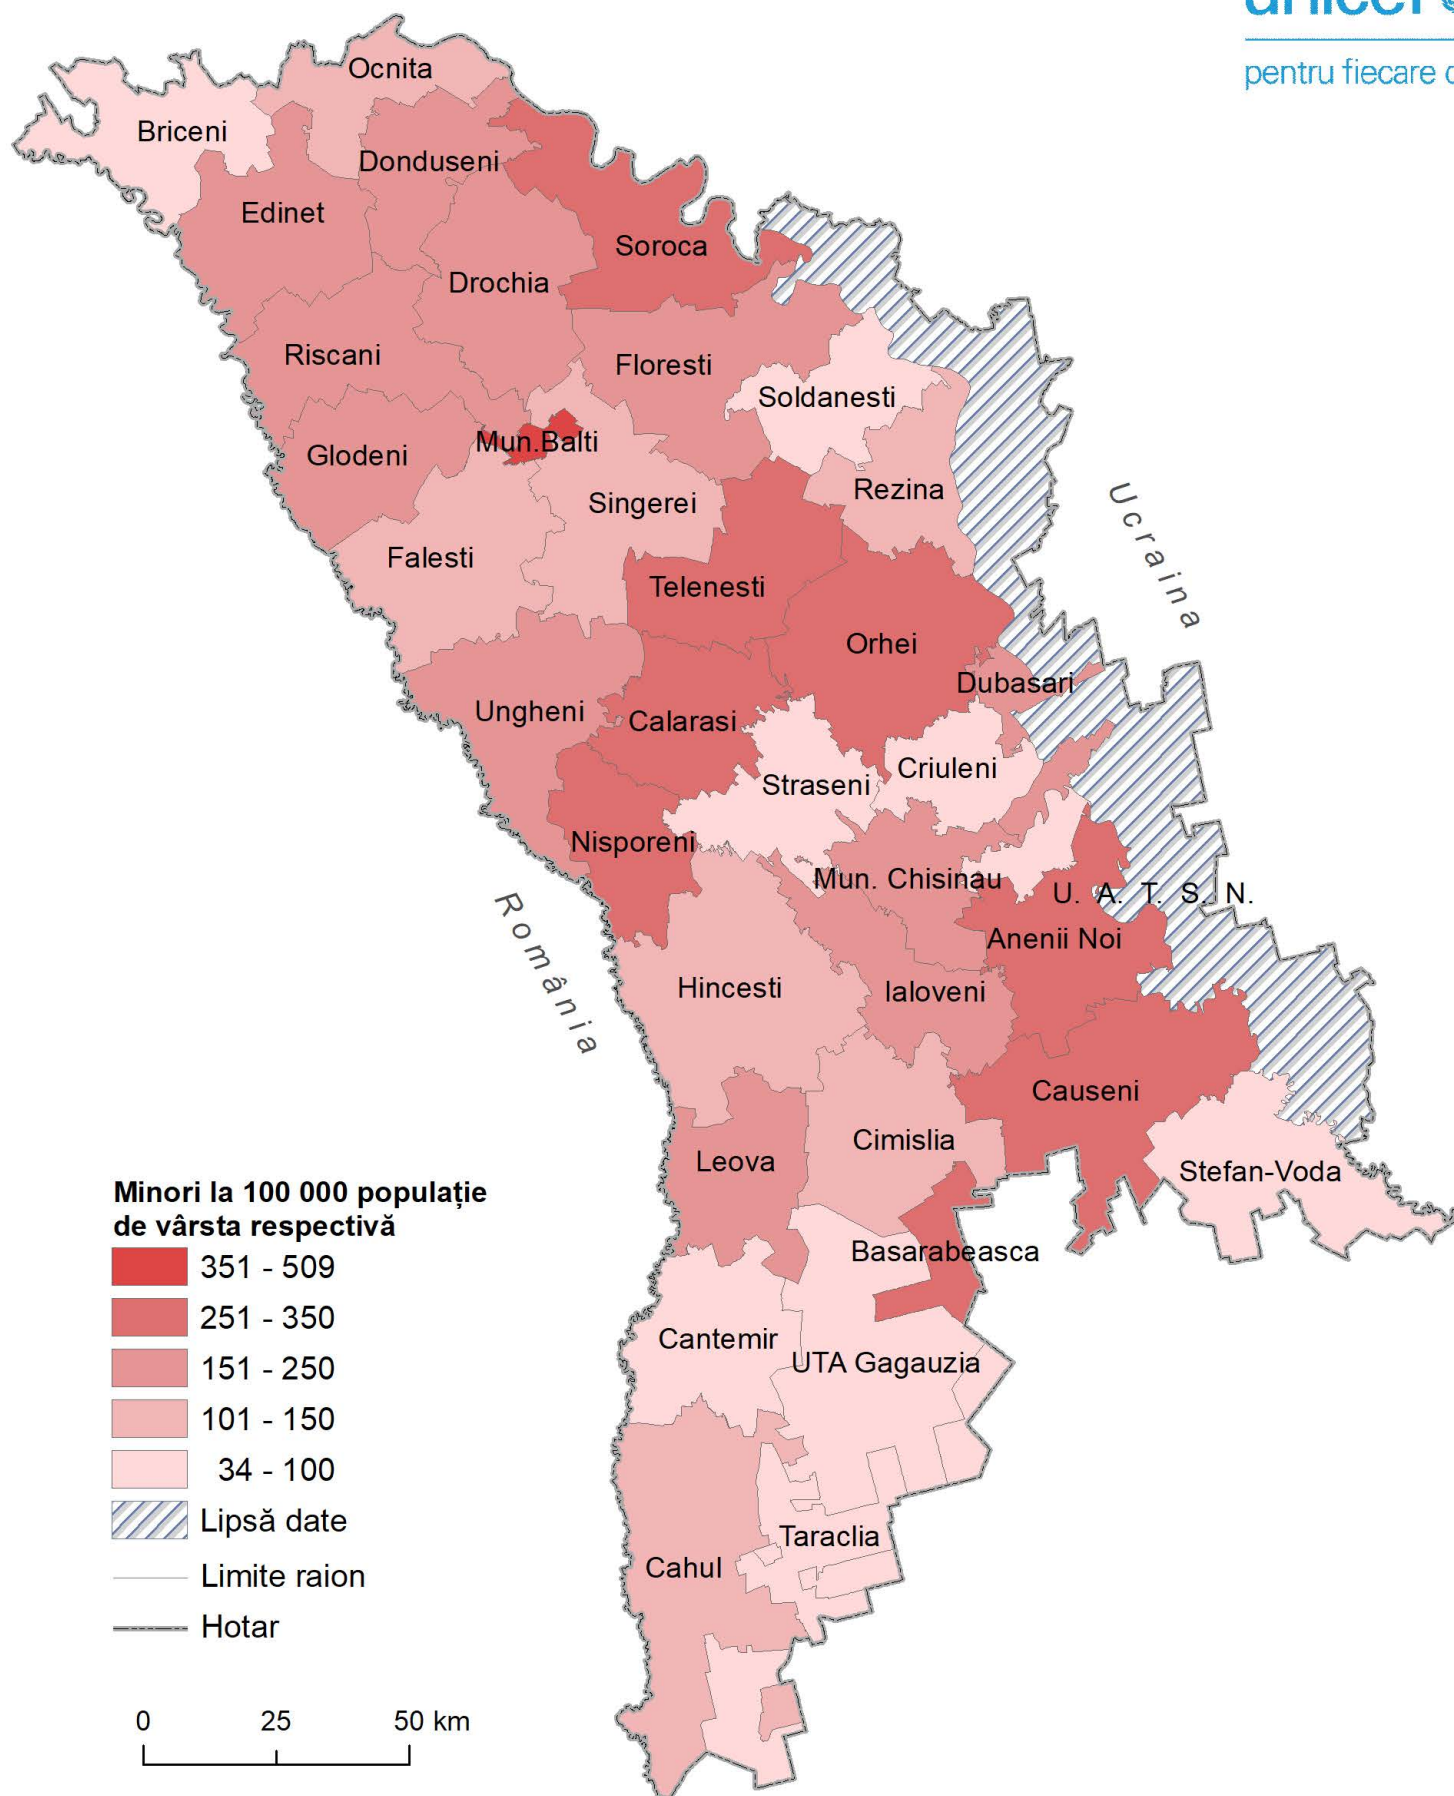 pentru fiecare
Ocnita
Briceni
Donduseni
Edinet
Soroca
Drochia
Riscani
Floresti
Soldanesti
Mun.Balti
Glodeni
Rezina
Singerei
Ucraina
Falesti
Telenesti
Orhei
Dubasari
Ungheni
Calarasi
Criuleni
Straseni
Nisporeni
Mun. Chisinau
U. A. T. S. N.
Anenii Noi
România
Hincesti
Ialoveni
Causeni
Cimislia
Leova
Stefan-Voda
Basarabeasca
Cantemir
UTA Gagauzia
Taraclia
Cahul
Minori la 100 000 populație
de vârsta respectivă
351 - 509
251 - 350
151 - 250
101 - 150
34 - 100
Lipsă date
Limite raion
Hotar
0 25 50 km